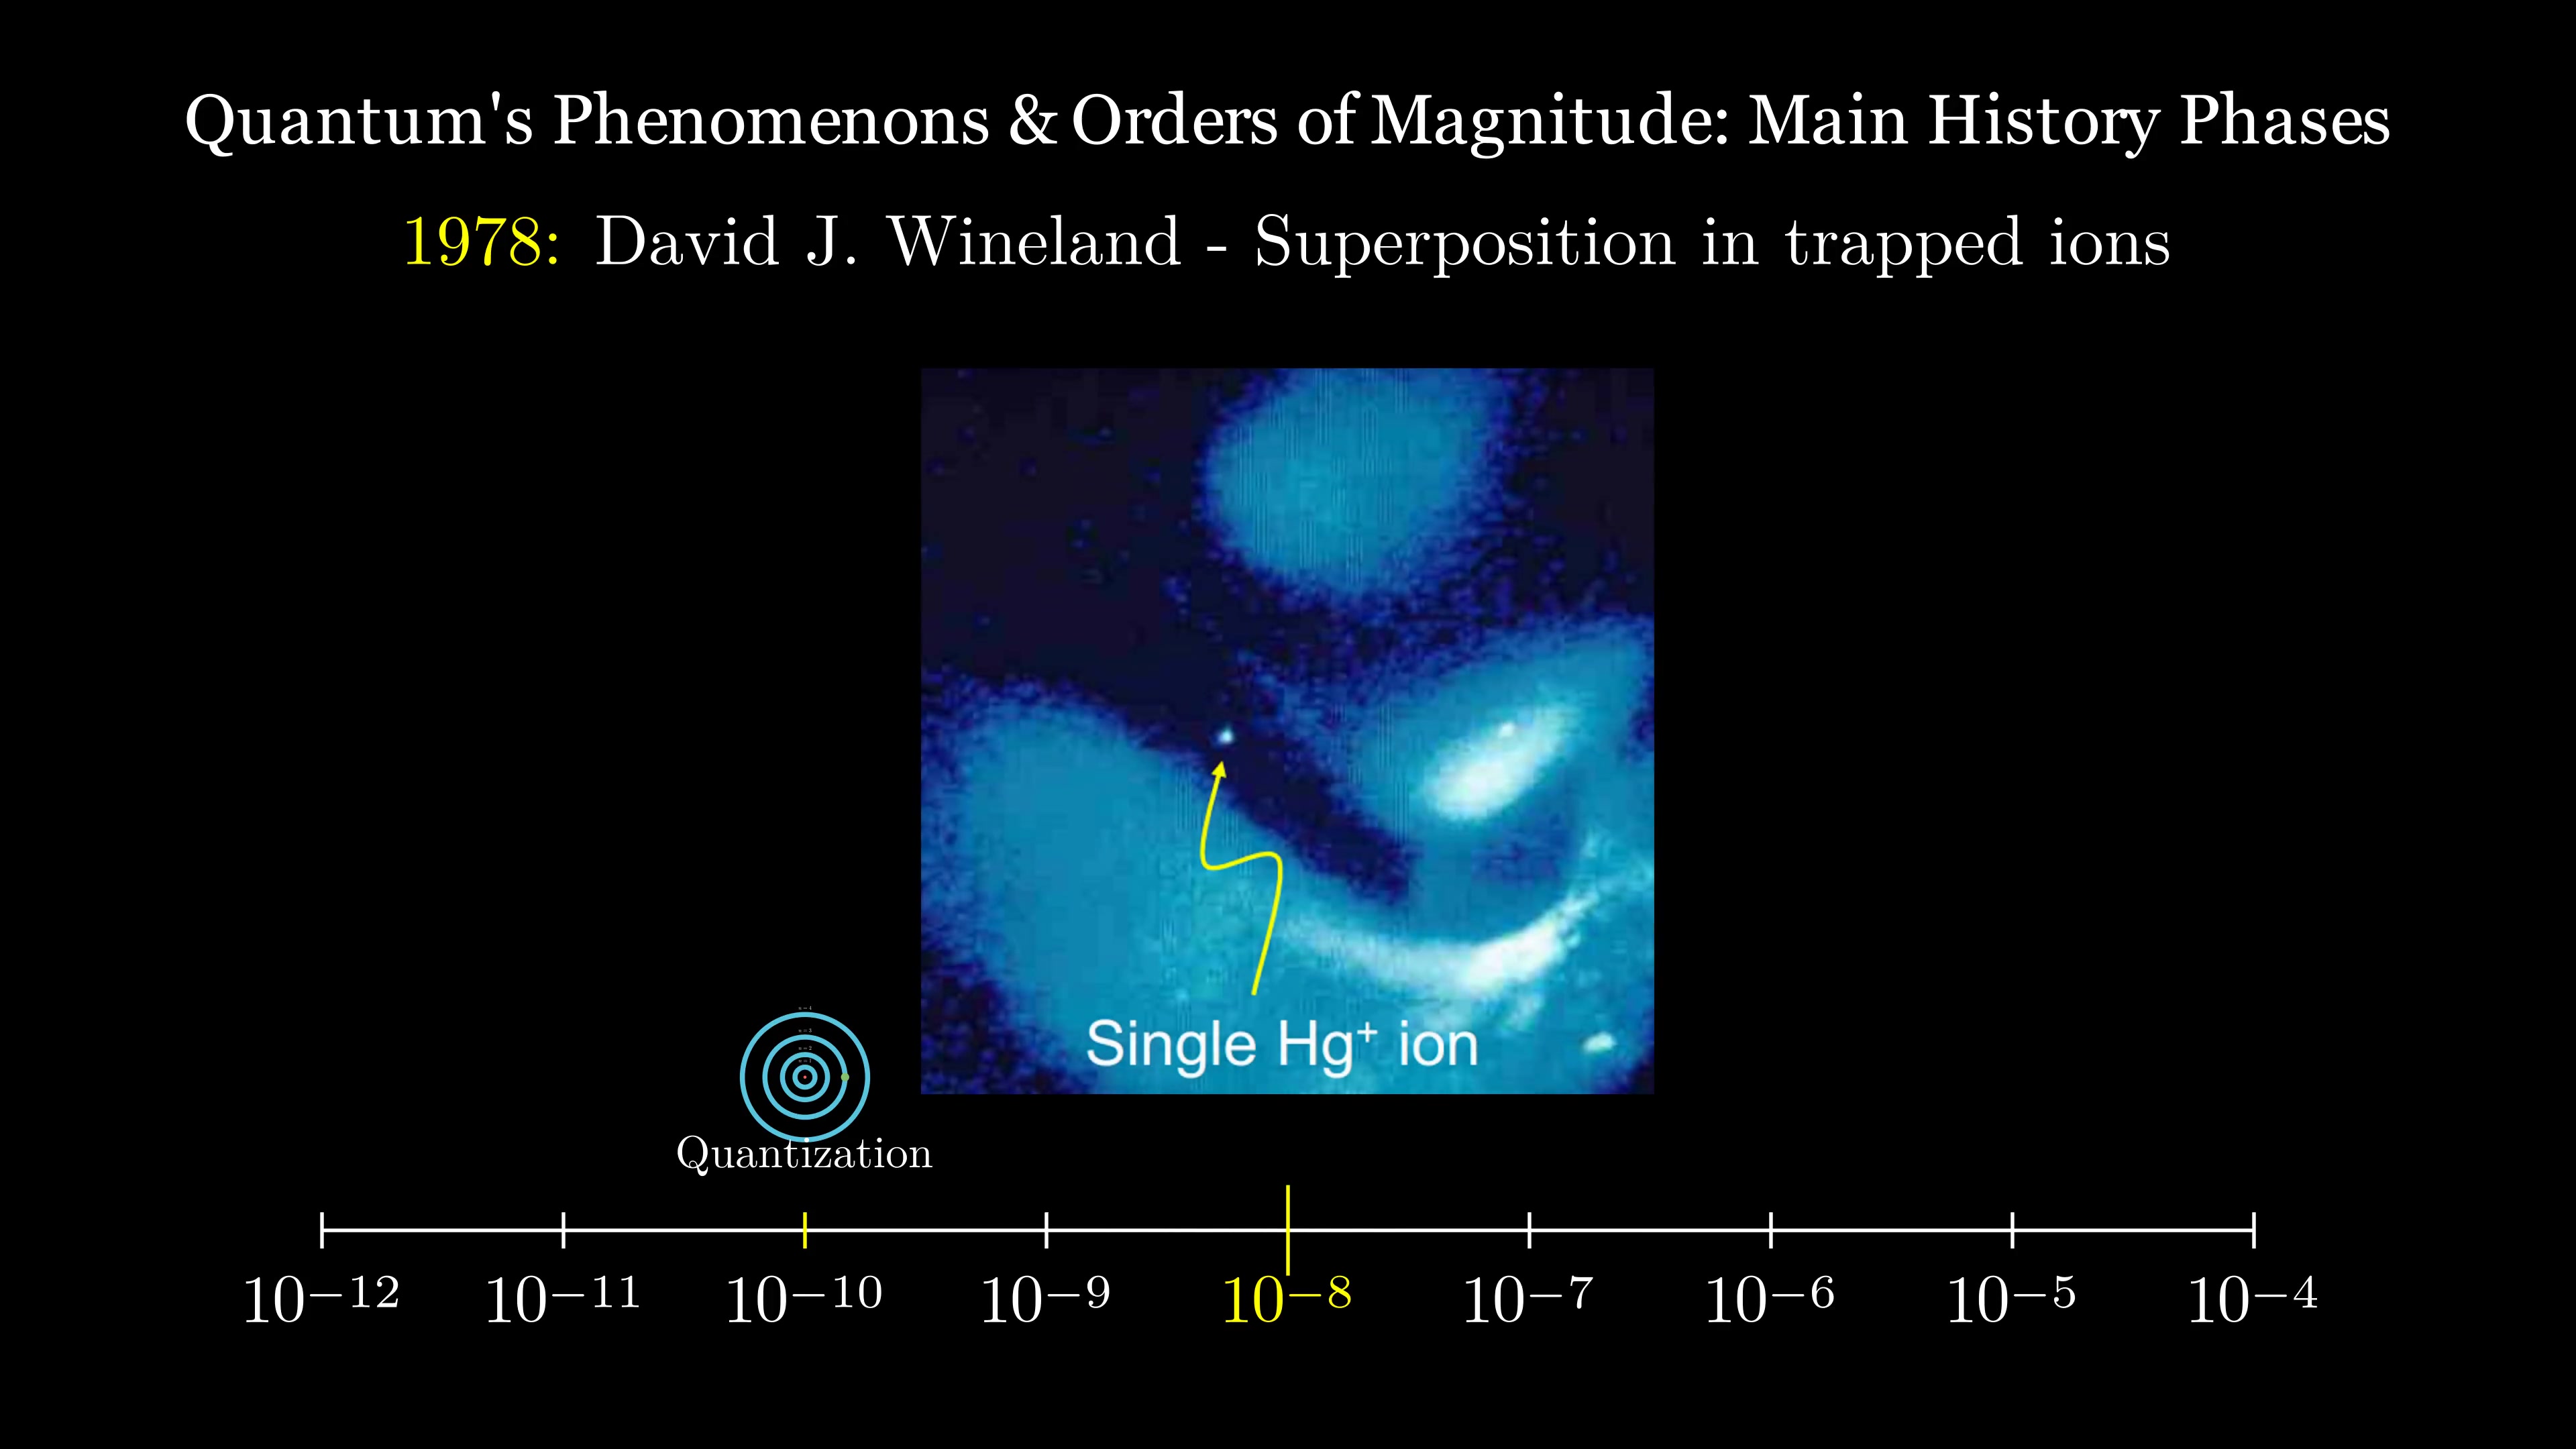 Quantum's Phenomenons & Orders of Magnitude: Main History Phases
1978: David J. Wineland - Superposition in trapped ions
Single Hg⁺ ion
Quantization
10⁻¹² 10⁻¹¹ 10⁻¹⁰ 10⁻⁹ 10⁻⁸ 10⁻⁷ 10⁻⁶ 10⁻⁵ 10⁻⁴